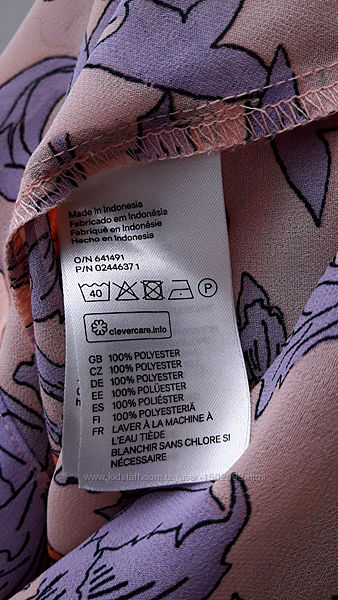 Made in Indonesia
Fabricado em Indonésia
Fabriqué en Indonésie
Hecho en Indonesia
O/N 641491
P/N 02446371
40
P
clevercare.info
GB 100% POLYESTER
CZ 100% POLYESTER
DE 100% POLYESTER
EE 100% POLÜESTER
ES 100% POLIÉSTER
FI 100% POLYESTERIÄ
FR LAVER À LA MACHINE À
L'EAU TIÈDE
BLANCHIR SANS CHLORE SI
NÉCESSAIRE